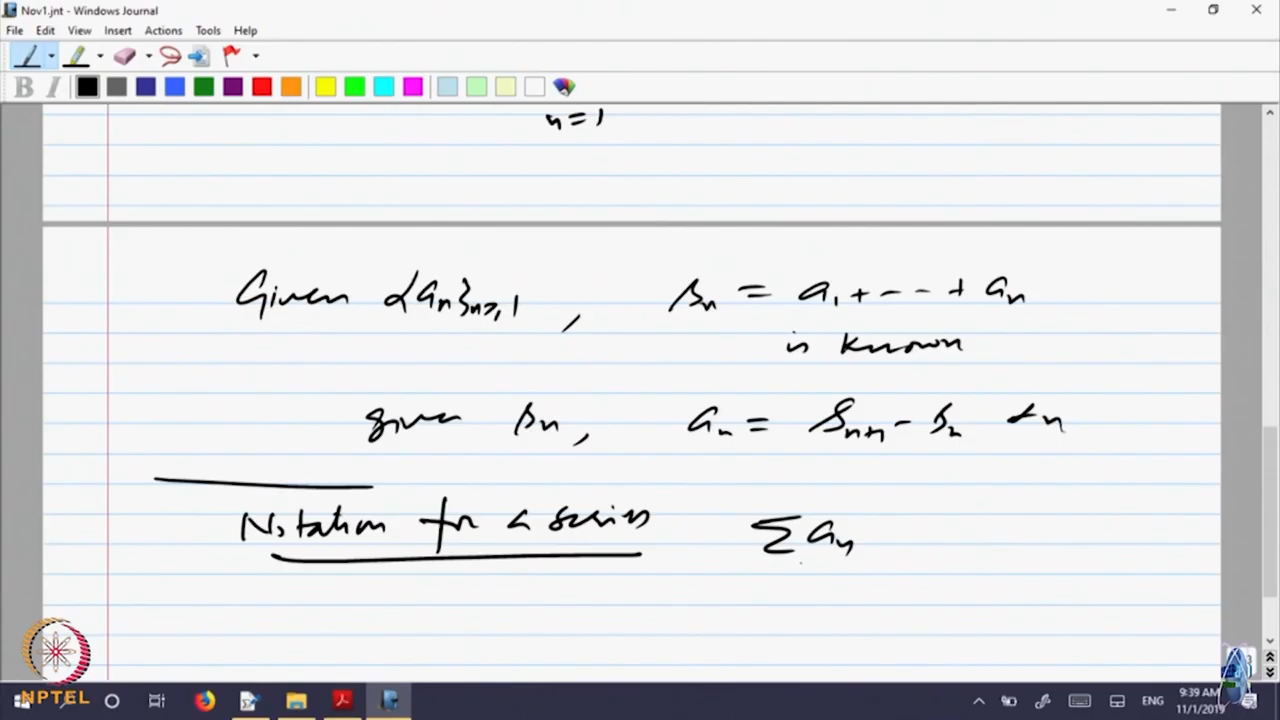 Nov1.jnt - Windows Journal
File Edit View Insert Actions Tools Help
B I
n = 1
Given {an}n≥1, sn = a1 + - - - + an
is known
given sn, an = Sn+1 - sn ∀n
Notation for a series Σ an
NPTEL
ENG
9:39 AM
11/1/2019